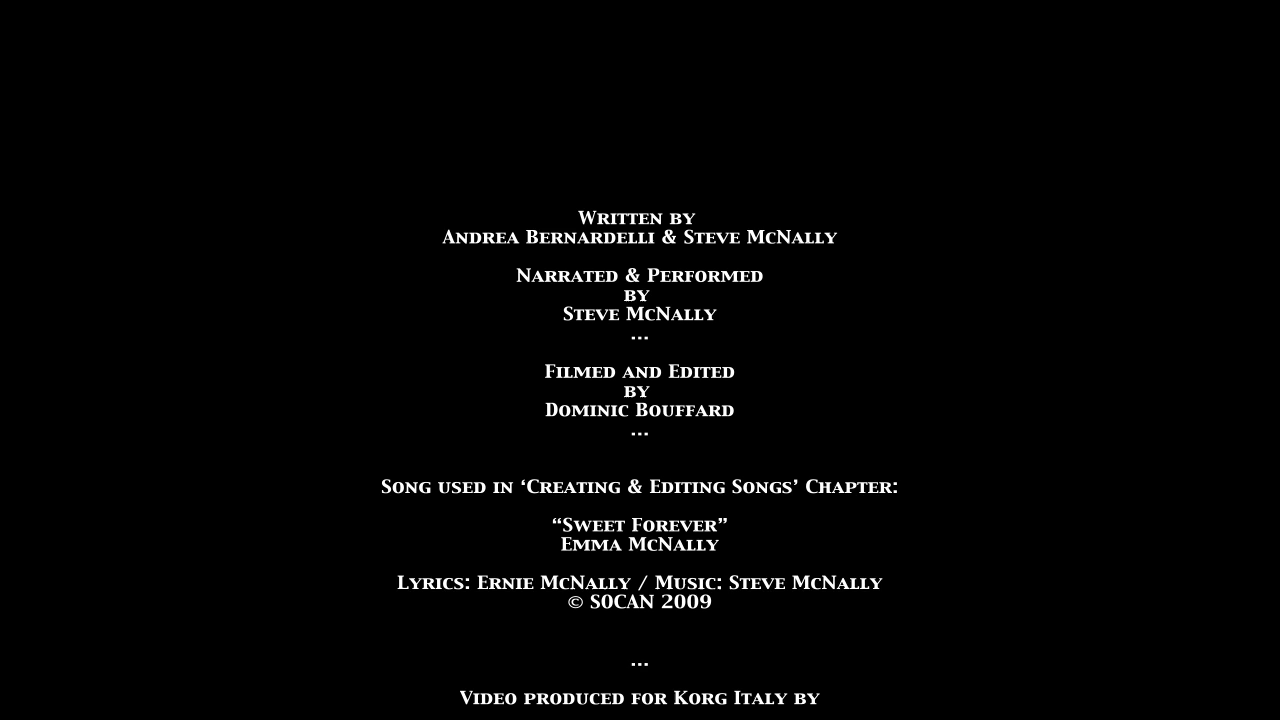 Written by
Andrea Bernardelli & Steve McNally
Narrated & Performed
by
Steve McNally
...
Filmed and Edited
by
Dominic Bouffard
...
Song used in ‘Creating & Editing Songs’ Chapter:
“Sweet Forever”
Emma McNally
Lyrics: Ernie McNally / Music: Steve McNally
© SOCAN 2009
...
Video produced for Korg Italy by